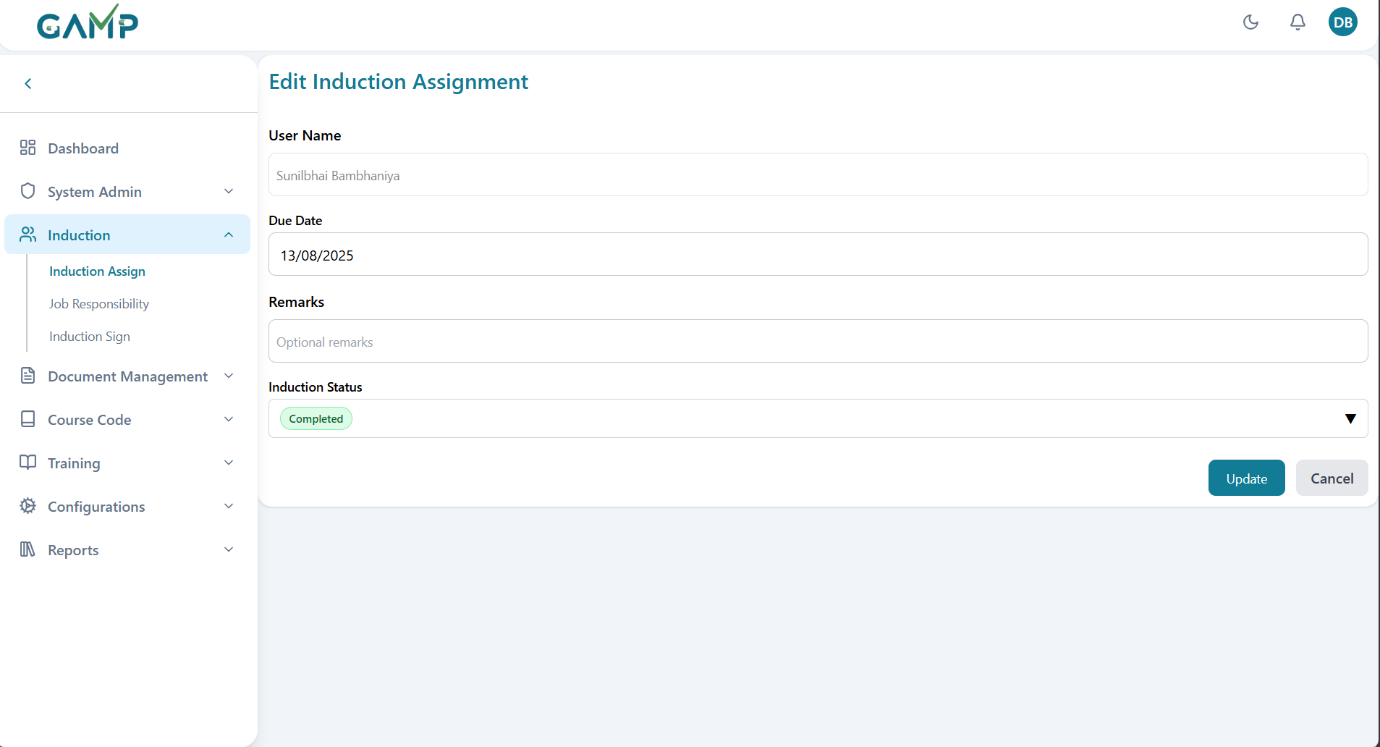 GAMP
DB
Edit Induction Assignment
Dashboard
System Admin
Induction
Induction Assign
Job Responsibility
Induction Sign
Document Management
Course Code
Training
Configurations
Reports
User Name
Sunilbhai Bambhaniya
Due Date
13/08/2025
Remarks
Optional remarks
Induction Status
Completed
Update
Cancel